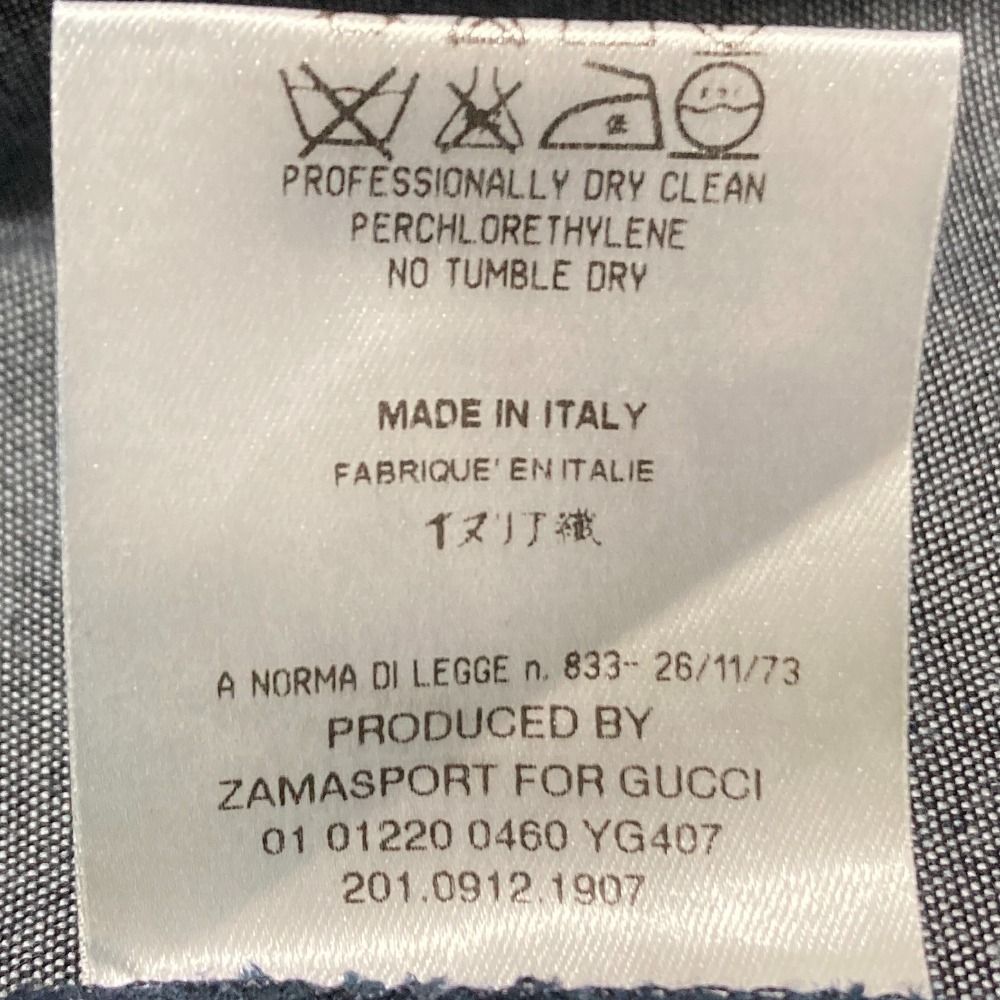 PROFESSIONALLY DRY CLEAN
PERCHLORETHYLENE
NO TUMBLE DRY
MADE IN ITALY
FABRIQUE' EN ITALIE
イタリア製
A NORMA DI LEGGE n. 833-- 26/11/73
PRODUCED BY
ZAMASPORT FOR GUCCI
01 01220 0460 YG407
201.0912.1907